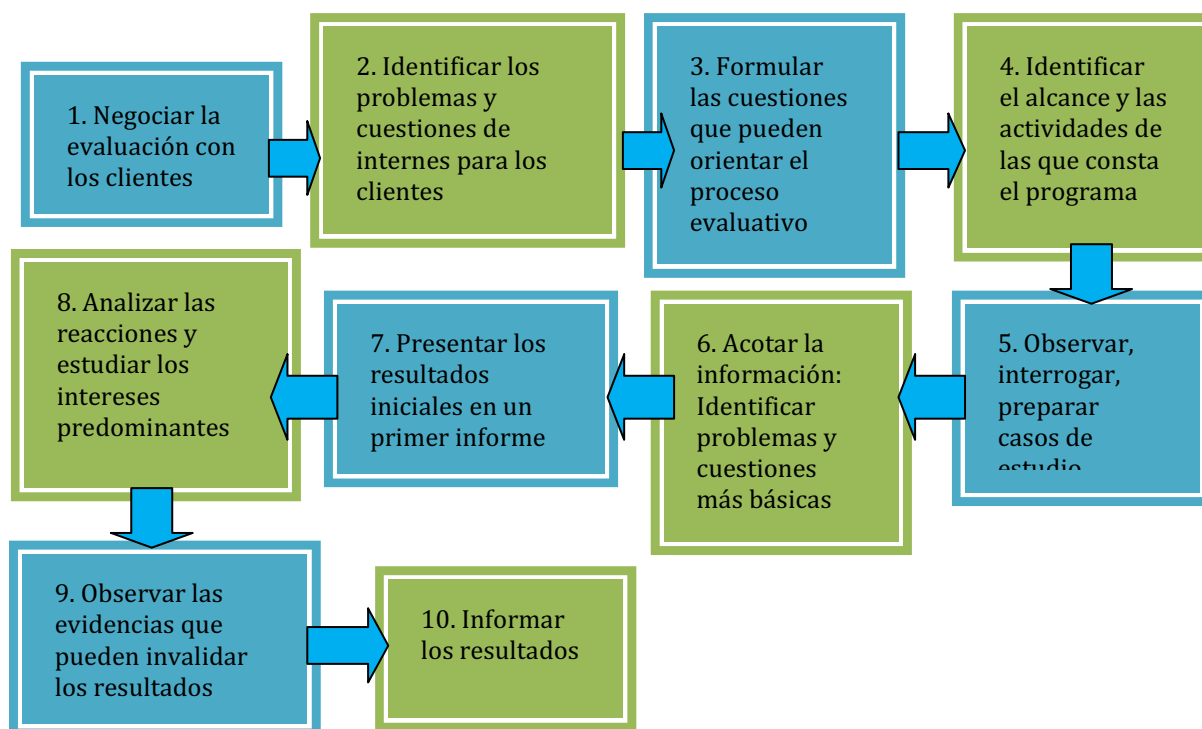 1. Negociar la
evaluación con
los clientes
2. Identificar los
problemas y
cuestiones de
internes para los
clientes
3. Formular
las cuestiones
que pueden
orientar el
proceso
evaluativo
4. Identificar
el alcance y las
actividades de
las que consta
el programa
5. Observar,
interrogar,
preparar
casos de
estudio
6. Acotar la
información:
Identificar
problemas y
cuestiones
más básicas
7. Presentar los
resultados
iniciales en un
primer informe
8. Analizar las
reacciones y
estudiar los
intereses
predominantes
9. Observar las
evidencias que
pueden invalidar
los resultados
10. Informar
los resultados